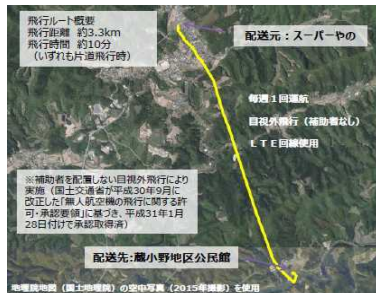 飛行ルート概要
飛行距離 約3.3km
飛行時間 約10分
(いずれも片道飛行時)
配送元：スーパーやの
毎週１回運航
目視外飛行（補助者なし）
ＬＴＥ回線使用
※補助者を配置しない目視外飛行により
実施（国土交通省が平成30年9月に
改正した「無人航空機の飛行に関する許
可・承認要領」に基づき、平成31年1月
28日付けで承認取得済）
配送先:蔵小野地区公民館
地理院地図（国土地理院）の空中写真（2015年撮影）を使用